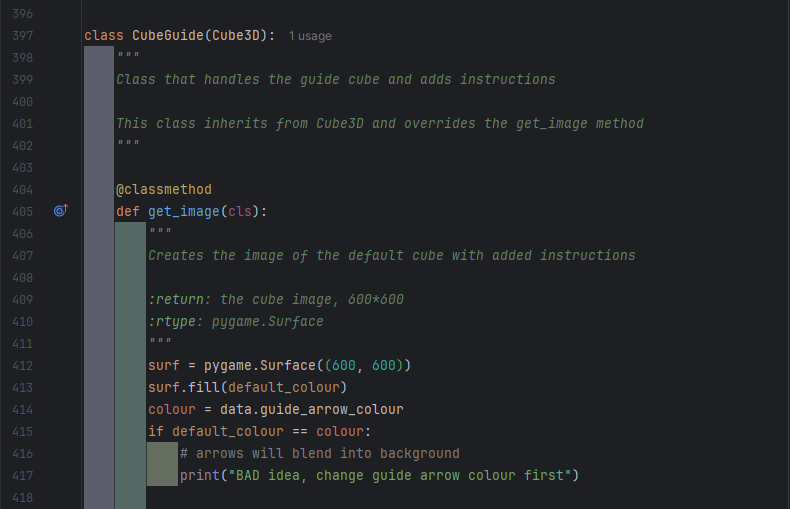 396
397 class CubeGuide(Cube3D): 1 usage
398 """
399 Class that handles the guide cube and adds instructions
400
401 This class inherits from Cube3D and overrides the get_image method
402 """
403
404 @classmethod
405 def get_image(cls):
406 """
407 Creates the image of the default cube with added instructions
408
409 :return: the cube image, 600*600
410 :rtype: pygame.Surface
411 """
412 surf = pygame.Surface((600, 600))
413 surf.fill(default_colour)
414 colour = data.guide_arrow_colour
415 if default_colour == colour:
416 # arrows will blend into background
417 print("BAD idea, change guide arrow colour first")
418